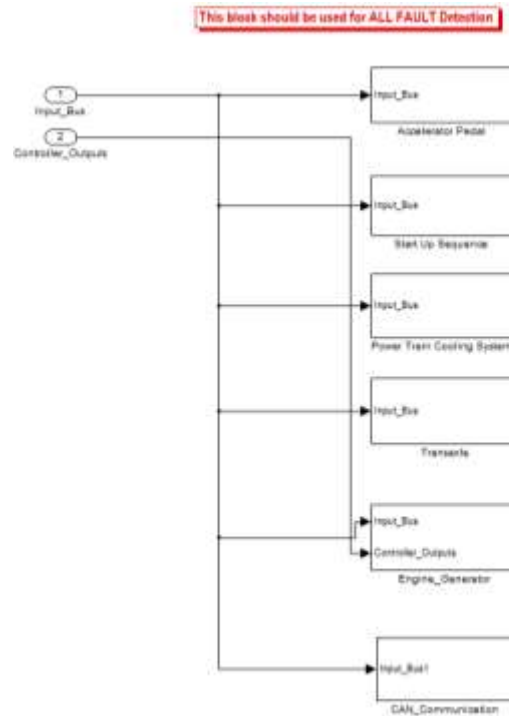 This block should be used for ALL FAULT Detection
1
Input_Bus
2
Controller_Outputs
Input_Bus
Accelerator Pedal
Input_Bus
Start Up Sequence
Input_Bus
Power Train Cooling System
Input_Bus
Transaxle
Input_Bus
Controller_Outputs
Engine_Generator
Input_Bus1
CAN_Communication